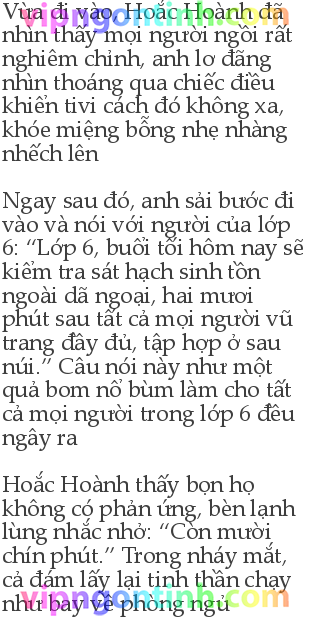 Vừa đi vào, Hoắc Hoành đã
vipngontinh.com
nhìn thấy mọi người ngồi rất
nghiêm chỉnh, anh lơ đãng
nhìn thoáng qua chiếc điều
khiển tivi cách đó không xa,
khóe miệng bỗng nhẹ nhàng
nhếch lên
Ngay sau đó, anh sải bước đi
vào và nói với người của lớp
6: “Lớp 6, buổi tối hôm nay sẽ
kiểm tra sát hạch sinh tồn
ngoài dã ngoại, hai mươi
phút sau tất cả mọi người vũ
trang đầy đủ, tập hợp ở sau
núi.” Câu nói này như một
quả bom nổ bùm làm cho tất
cả mọi người trong lớp 6 đều
ngây ra
Hoắc Hoành thấy bọn họ
không có phản ứng, bèn lạnh
lùng nhắc nhở: “Còn mười
chín phút.” Trong nháy mắt,
cả đám lấy lại tinh thần chạy
như bay về phòng ngủ
vipngontinh.com